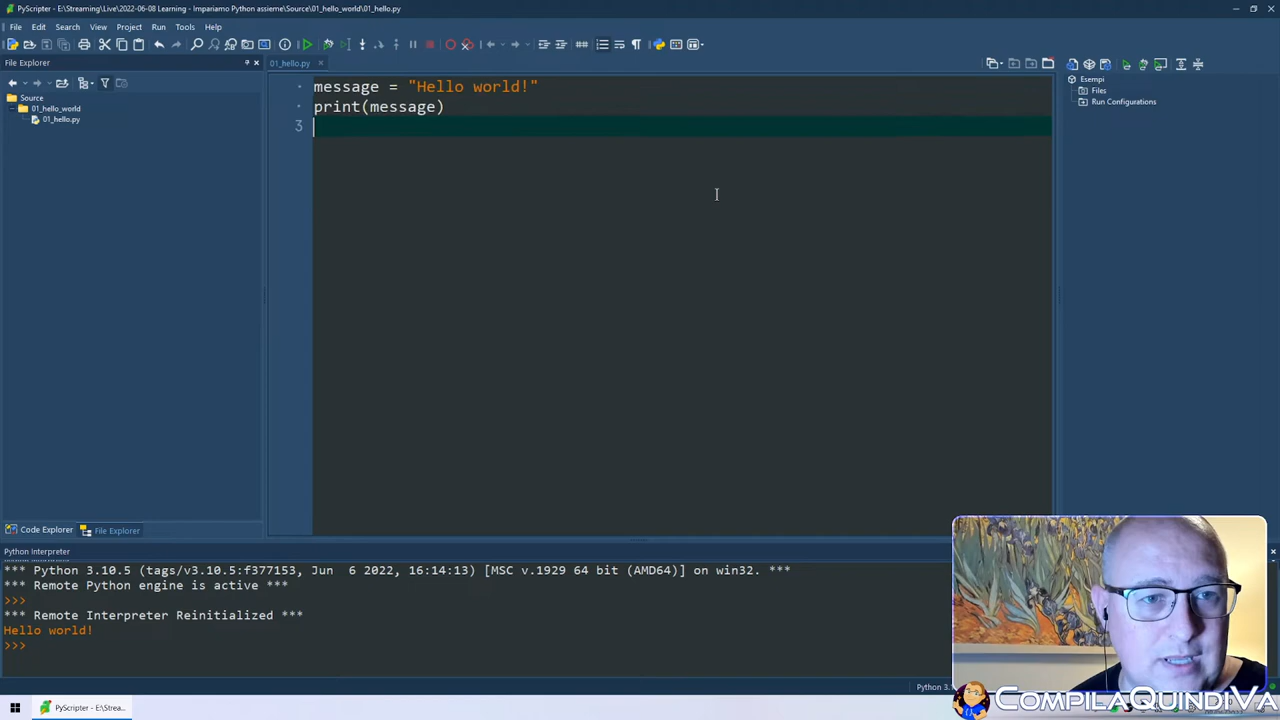 PyScripter - E:\Streaming\Live\2022-06-08 Learning - Impariamo Python assieme\Source\01_hello_world\01_hello.py
File Edit Search View Project Run Tools Help
File Explorer
01_hello.py
Source
01_hello_world
01_hello.py
message = "Hello world!"
print(message)
3
Esempi
Files
Run Configurations
Code Explorer
File Explorer
Python Interpreter
*** Python 3.10.5 (tags/v3.10.5:f377153, Jun  6 2022, 16:14:13) [MSC v.1929 64 bit (AMD64)] on win32. ***
*** Remote Python engine is active ***
>>>
*** Remote Interpreter Reinitialized ***
Hello world!
>>>
PyScripter - E:\Strea...
COMPILAQUINDIVA